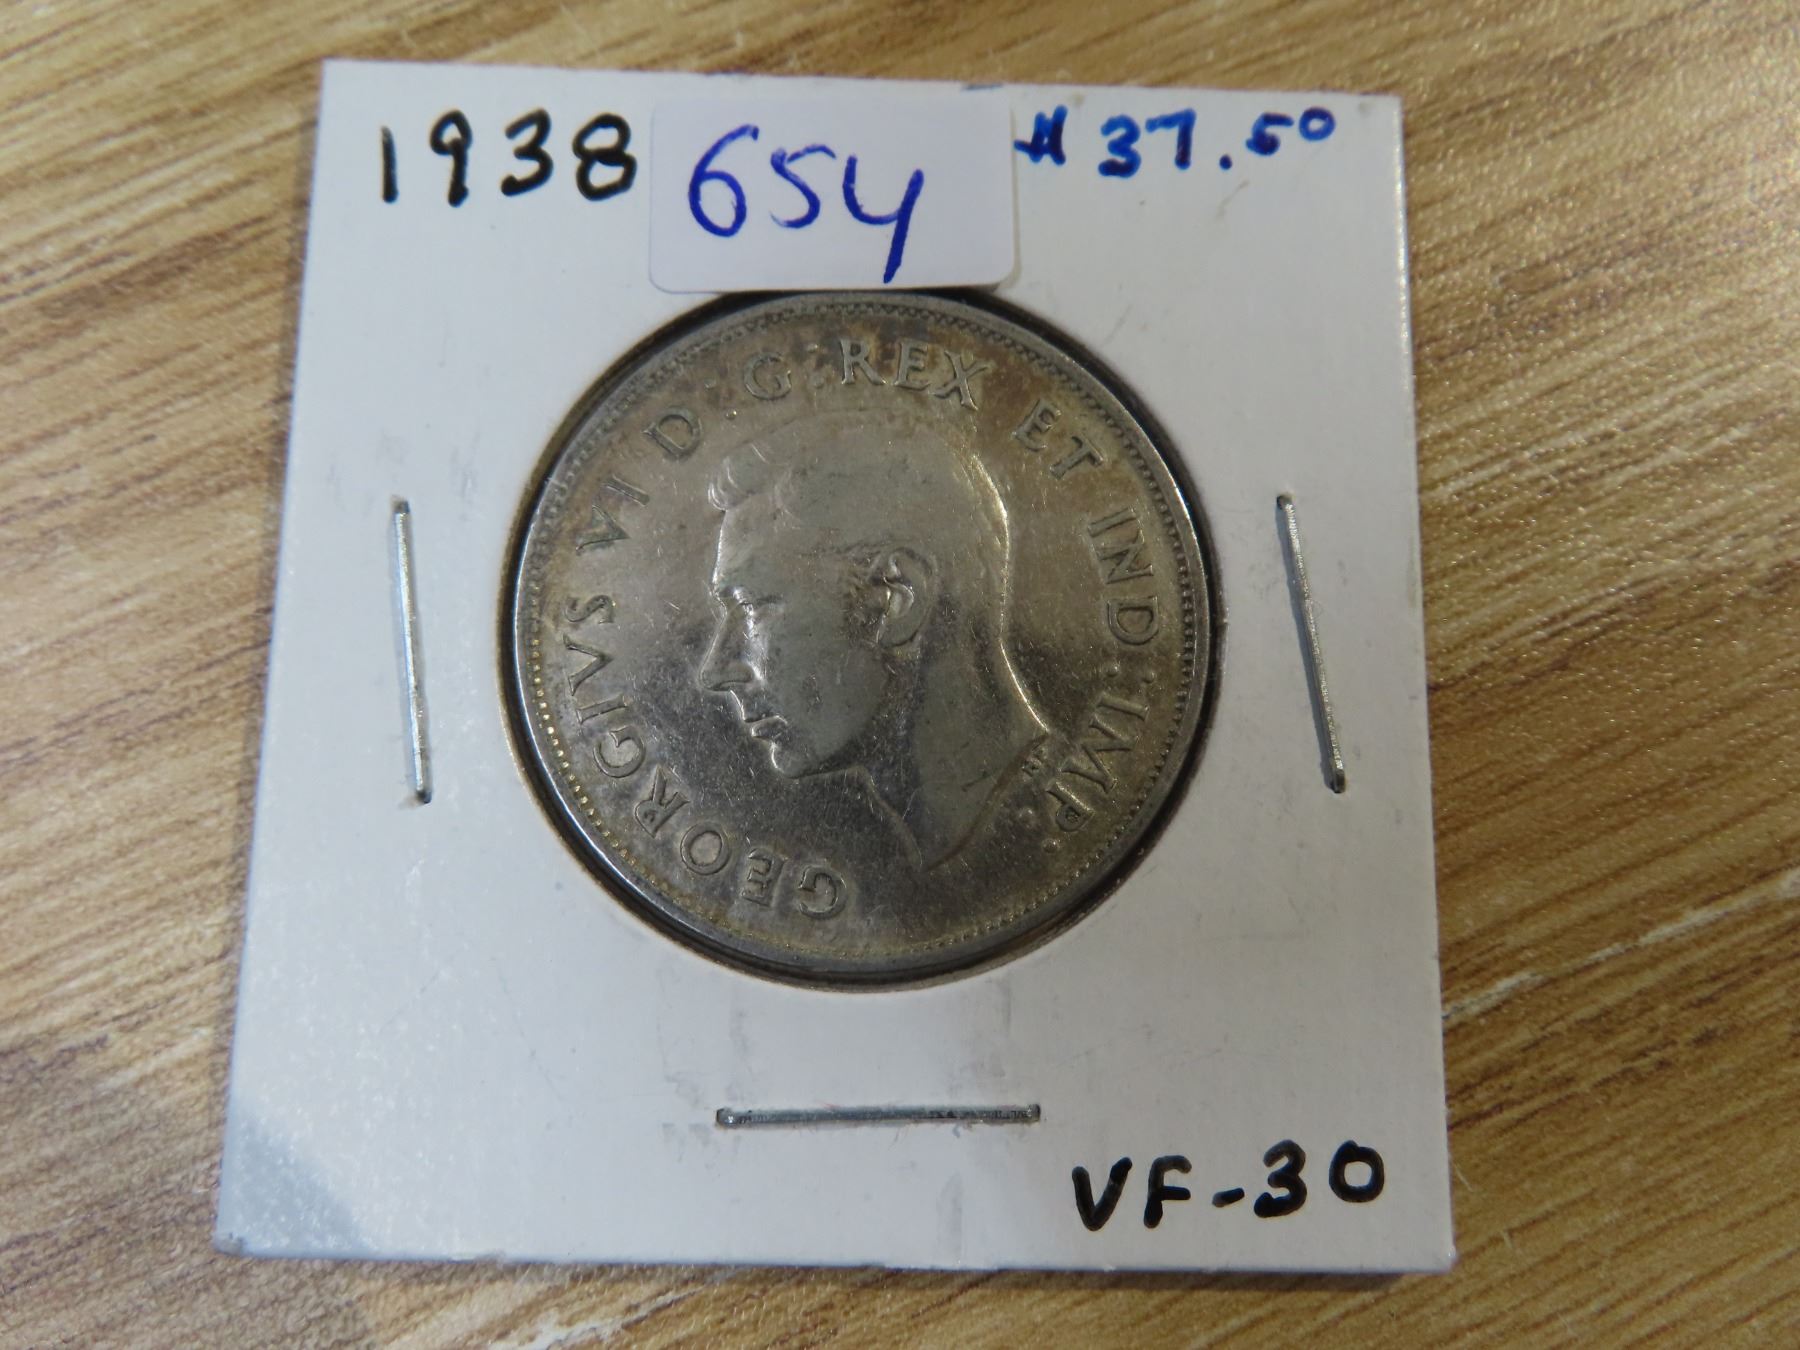 1938
654
$37.50
GEORGIVS VI D:G:REX ET IND:IMP:
VF-30